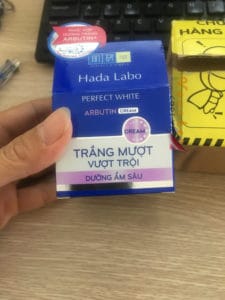 ARBUTIN+
Hada Labo
PERFECT WHITE
ARBUTIN CREAM
CREAM
TRẮNG MƯỢT
VƯỢT TRỘI
DƯỠNG ẨM SÂU
HÀNG